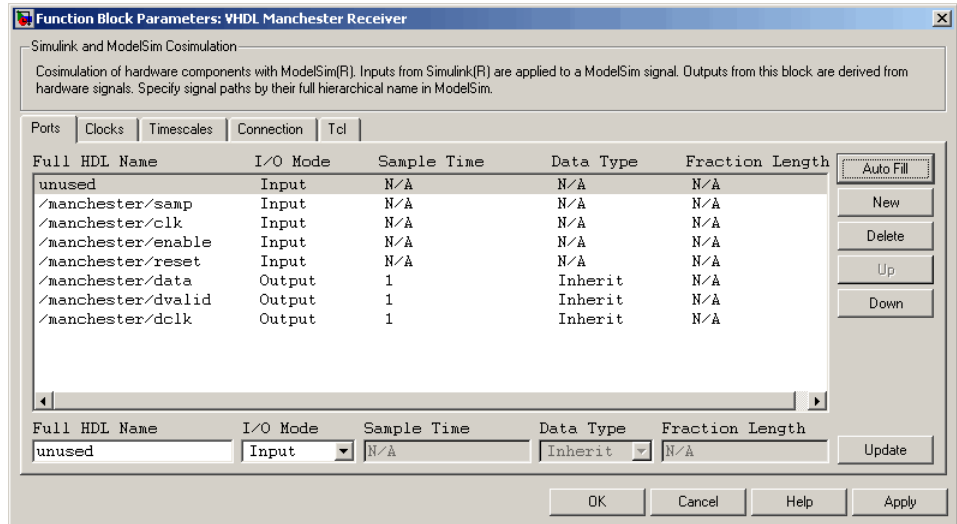 Function Block Parameters: VHDL Manchester Receiver
Simulink and ModelSim Cosimulation
Cosimulation of hardware components with ModelSim(R). Inputs from Simulink(R) are applied to a ModelSim signal. Outputs from this block are derived from
hardware signals. Specify signal paths by their full hierarchical name in ModelSim.
Ports Clocks Timescales Connection Tcl
Full HDL Name I/O Mode Sample Time Data Type Fraction Length Auto Fill
unused Input N/A N/A N/A
/manchester/samp Input N/A N/A N/A New
/manchester/clk Input N/A N/A N/A
/manchester/enable Input N/A N/A N/A Delete
/manchester/reset Input N/A N/A N/A
/manchester/data Output 1 Inherit N/A Up
/manchester/dvalid Output 1 Inherit N/A
/manchester/dclk Output 1 Inherit N/A Down
Full HDL Name I/O Mode Sample Time Data Type Fraction Length
unused Input N/A Inherit N/A Update
OK Cancel Help Apply